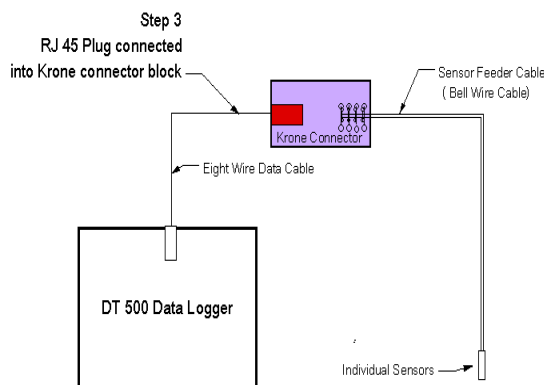 Step 3
RJ 45 Plug connected
into Krone connector block
Sensor Feeder Cable
( Bell Wire Cable)
Krone Connector
Eight Wire Data Cable
DT 500 Data Logger
Individual Sensors